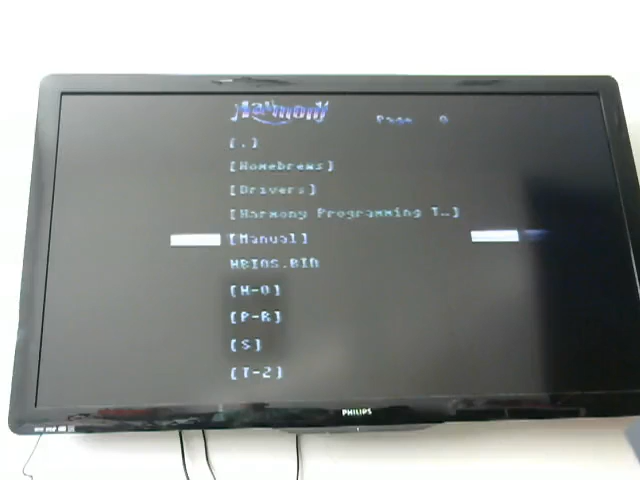 Harmony
Page 0
[.]
[Homebrews]
[Drivers]
[Harmony Programming T…]
[Manual]
HBIOS.BIN
[H-O]
[P-R]
[S]
[T-Z]
PHILIPS